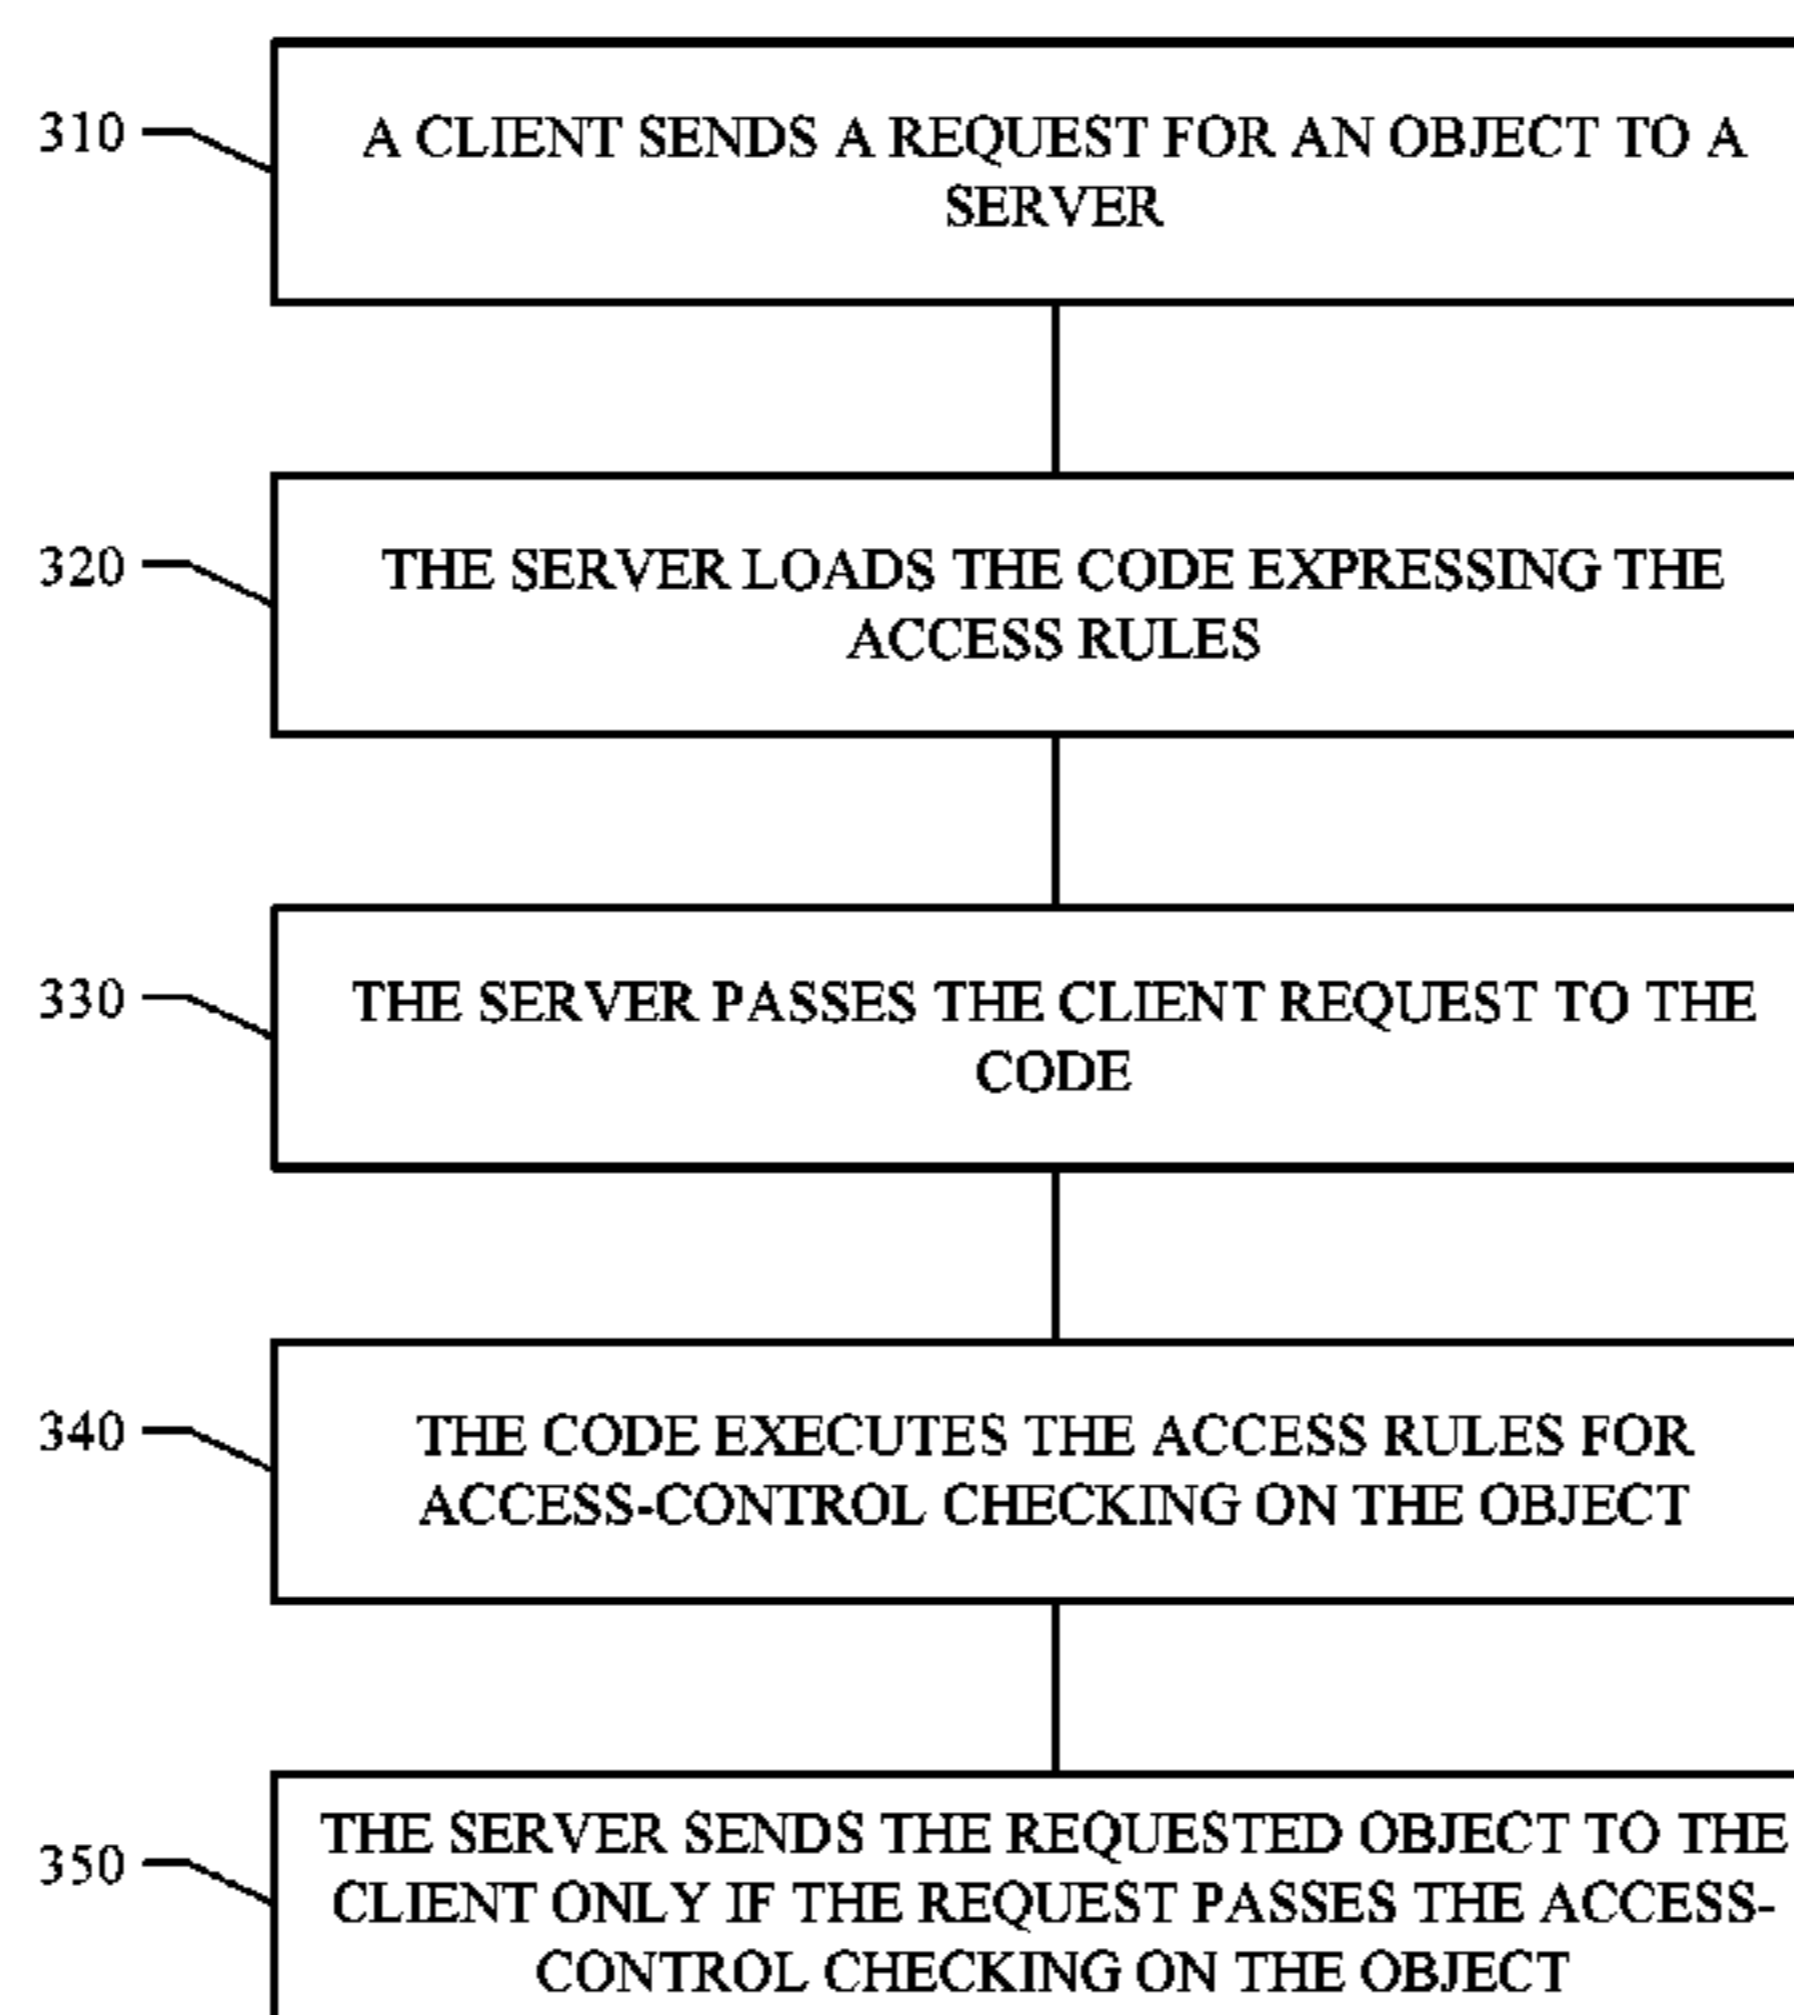 310
A CLIENT SENDS A REQUEST FOR AN OBJECT TO A
SERVER
320
THE SERVER LOADS THE CODE EXPRESSING THE
ACCESS RULES
330
THE SERVER PASSES THE CLIENT REQUEST TO THE
CODE
340
THE CODE EXECUTES THE ACCESS RULES FOR
ACCESS-CONTROL CHECKING ON THE OBJECT
350
THE SERVER SENDS THE REQUESTED OBJECT TO THE
CLIENT ONLY IF THE REQUEST PASSES THE ACCESS-
CONTROL CHECKING ON THE OBJECT